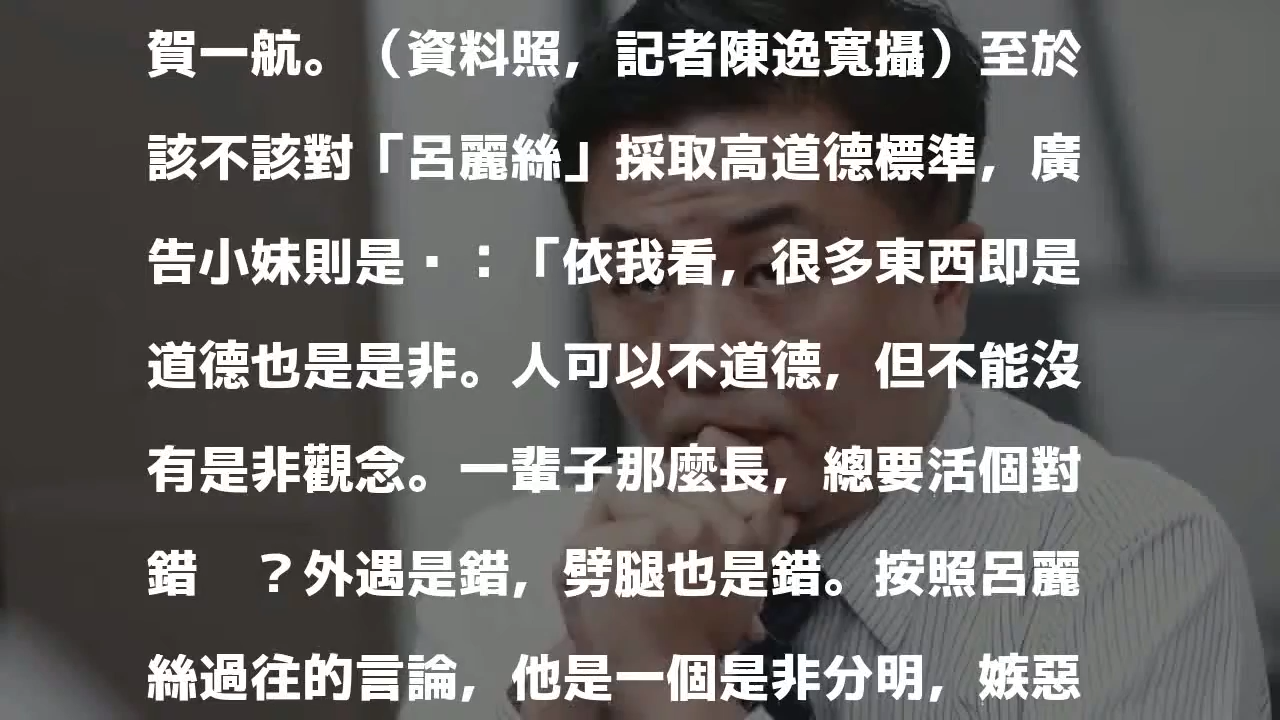 賀一航。（資料照，記者陳逸寬攝）至於
該不該對「呂麗絲」採取高道德標準，廣
告小妹則是·：「依我看，很多東西即是
道德也是是非。人可以不道德，但不能沒
有是非觀念。一輩子那麼長，總要活個對
錯　？外遇是錯，劈腿也是錯。按照呂麗
絲過往的言論，他是一個是非分明，嫉惡